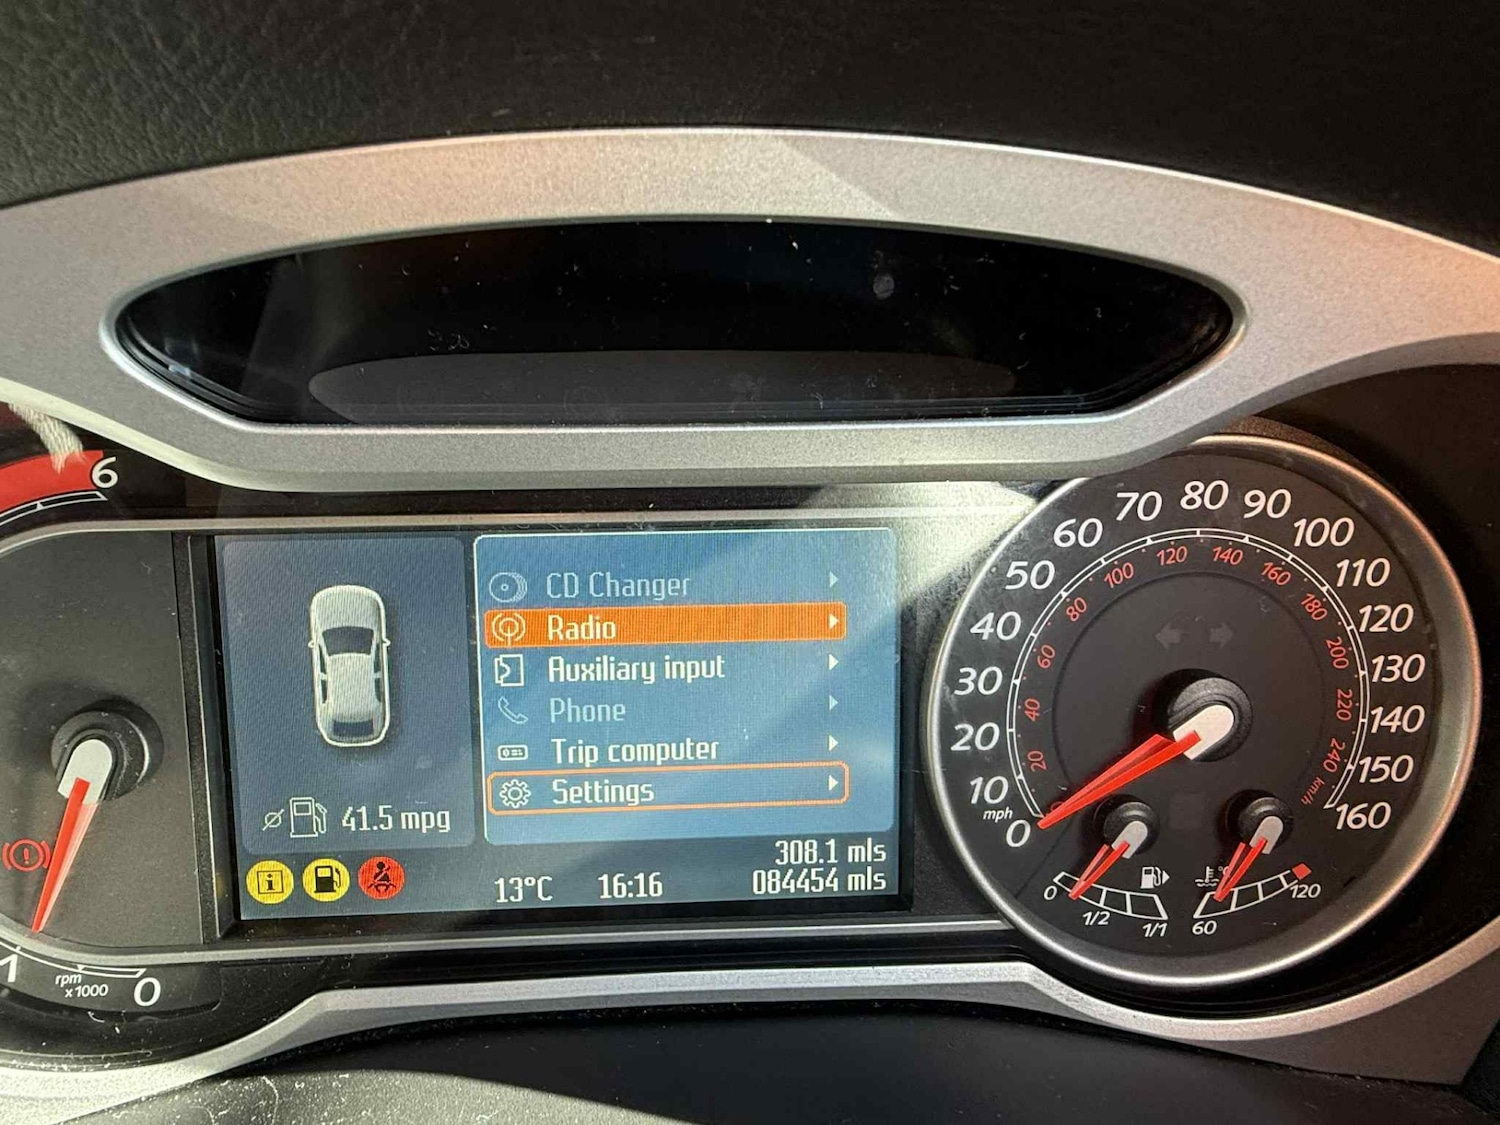 6
1
rpm
x1000
0
CD Changer
Radio
Auxiliary input
Phone
Trip computer
Settings
41.5 mpg
308.1 mls
13°C 16:16 084454 mls
0 10 20 30 40 50 60 70 80 90 100 110 120 130 140 150 160
mph
20 40 60 80 100 120 140 160 180 200 220 240 km/h
0 1/2 1/1
60 120